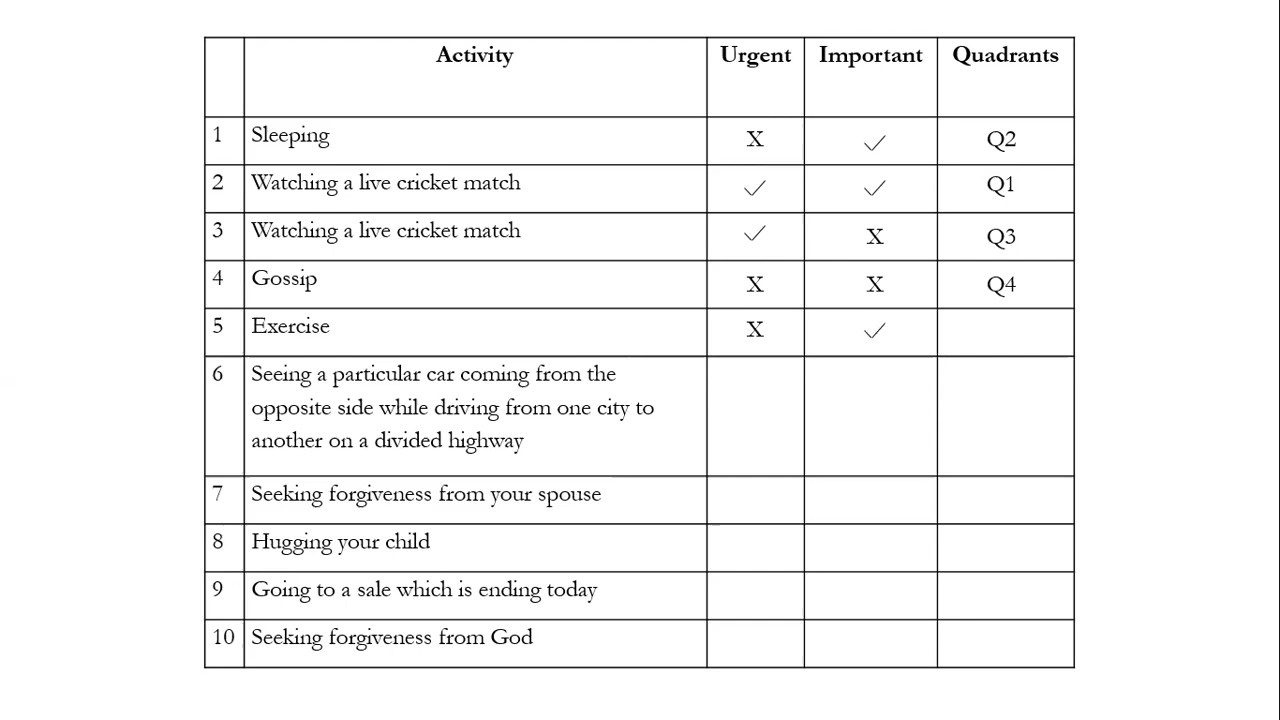 Activity Urgent Important Quadrants
1 Sleeping X ✓ Q2
2 Watching a live cricket match ✓ ✓ Q1
3 Watching a live cricket match ✓ X Q3
4 Gossip X X Q4
5 Exercise X ✓
6 Seeing a particular car coming from the
opposite side while driving from one city to
another on a divided highway
7 Seeking forgiveness from your spouse
8 Hugging your child
9 Going to a sale which is ending today
10 Seeking forgiveness from God